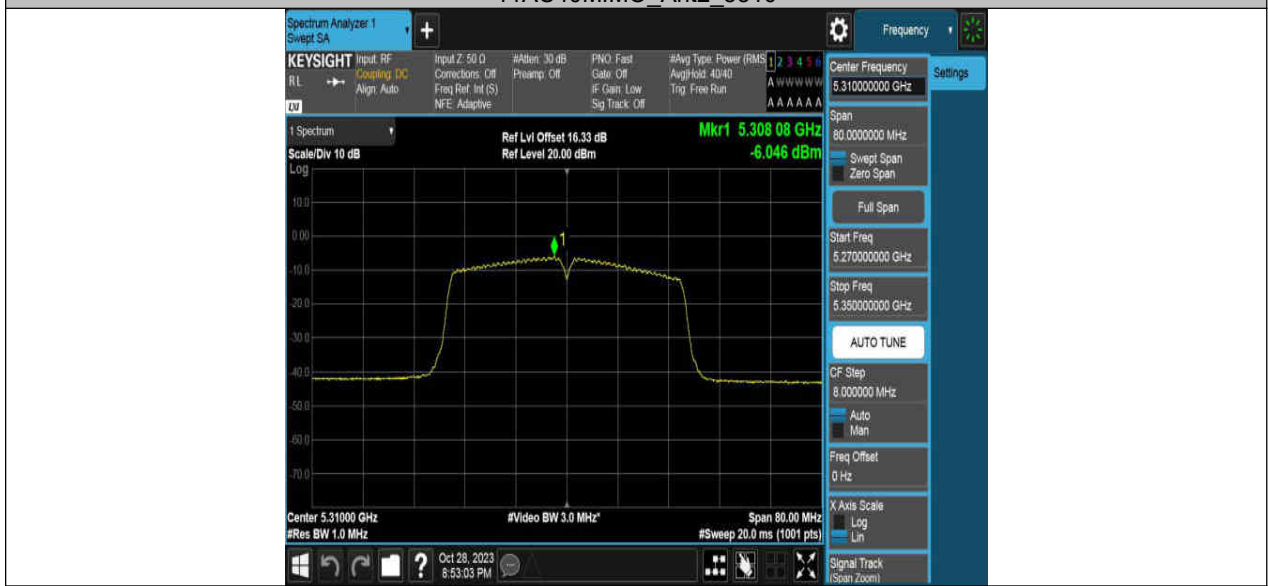 Spectrum Analyzer 1
Swept SA
+
Frequency
KEYSIGHT
RL
LXI
Input: RF
Coupling: DC
Align: Auto
Input Z: 50 Ω
Corrections: Off
Freq Ref: Int (S)
NFE: Adaptive
#Atten: 30 dB
Preamp: Off
PNO: Fast
Gate: Off
IF Gain: Low
Sig Track: Off
#Avg Type: Power (RMS
Avg|Hold: 40/40
Trig: Free Run
1 2 3 4 5 6
A W W W W W
A A A A A A
1 Spectrum
Scale/Div 10 dB
Log
Ref Lvl Offset 16.33 dB
Ref Level 20.00 dBm
Mkr1 5.308 08 GHz
-6.046 dBm
10.0
0.00
-10.0
-20.0
-30.0
-40.0
-50.0
-60.0
-70.0
1
Center 5.31000 GHz
#Res BW 1.0 MHz
#Video BW 3.0 MHz*
Span 80.00 MHz
#Sweep 20.0 ms (1001 pts)
Center Frequency
5.310000000 GHz
Settings
Span
80.0000000 MHz
Swept Span
Zero Span
Full Span
Start Freq
5.270000000 GHz
Stop Freq
5.350000000 GHz
AUTO TUNE
CF Step
8.000000 MHz
Auto
Man
Freq Offset
0 Hz
X Axis Scale
Log
Lin
Signal Track
(Span Zoom)
?
Oct 28, 2023
8:53:03 PM